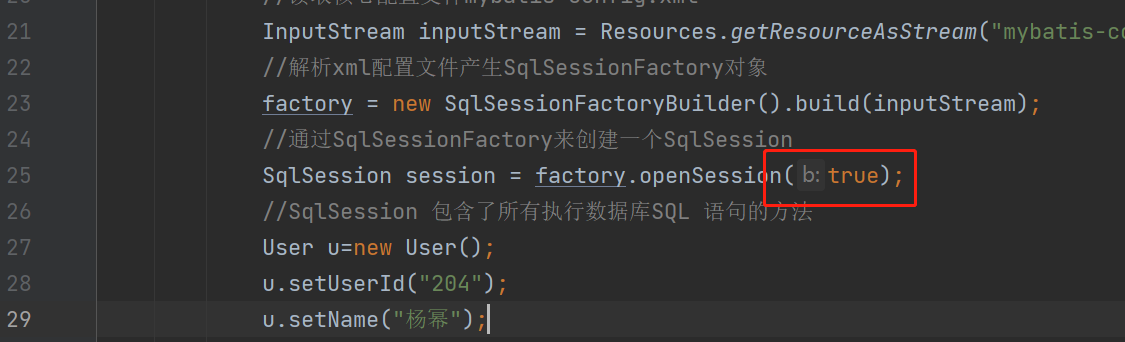 21 InputStream inputStream = Resources.getResourceAsStream("mybatis-co
22 //解析xml配置文件产生SqlSessionFactory对象
23 factory = new SqlSessionFactoryBuilder().build(inputStream);
24 //通过SqlSessionFactory来创建一个SqlSession
25 SqlSession session = factory.openSession( b: true);
26 //SqlSession 包含了所有执行数据库SQL 语句的方法
27 User u=new User();
28 u.setUserId("204");
29 u.setName("杨幂");